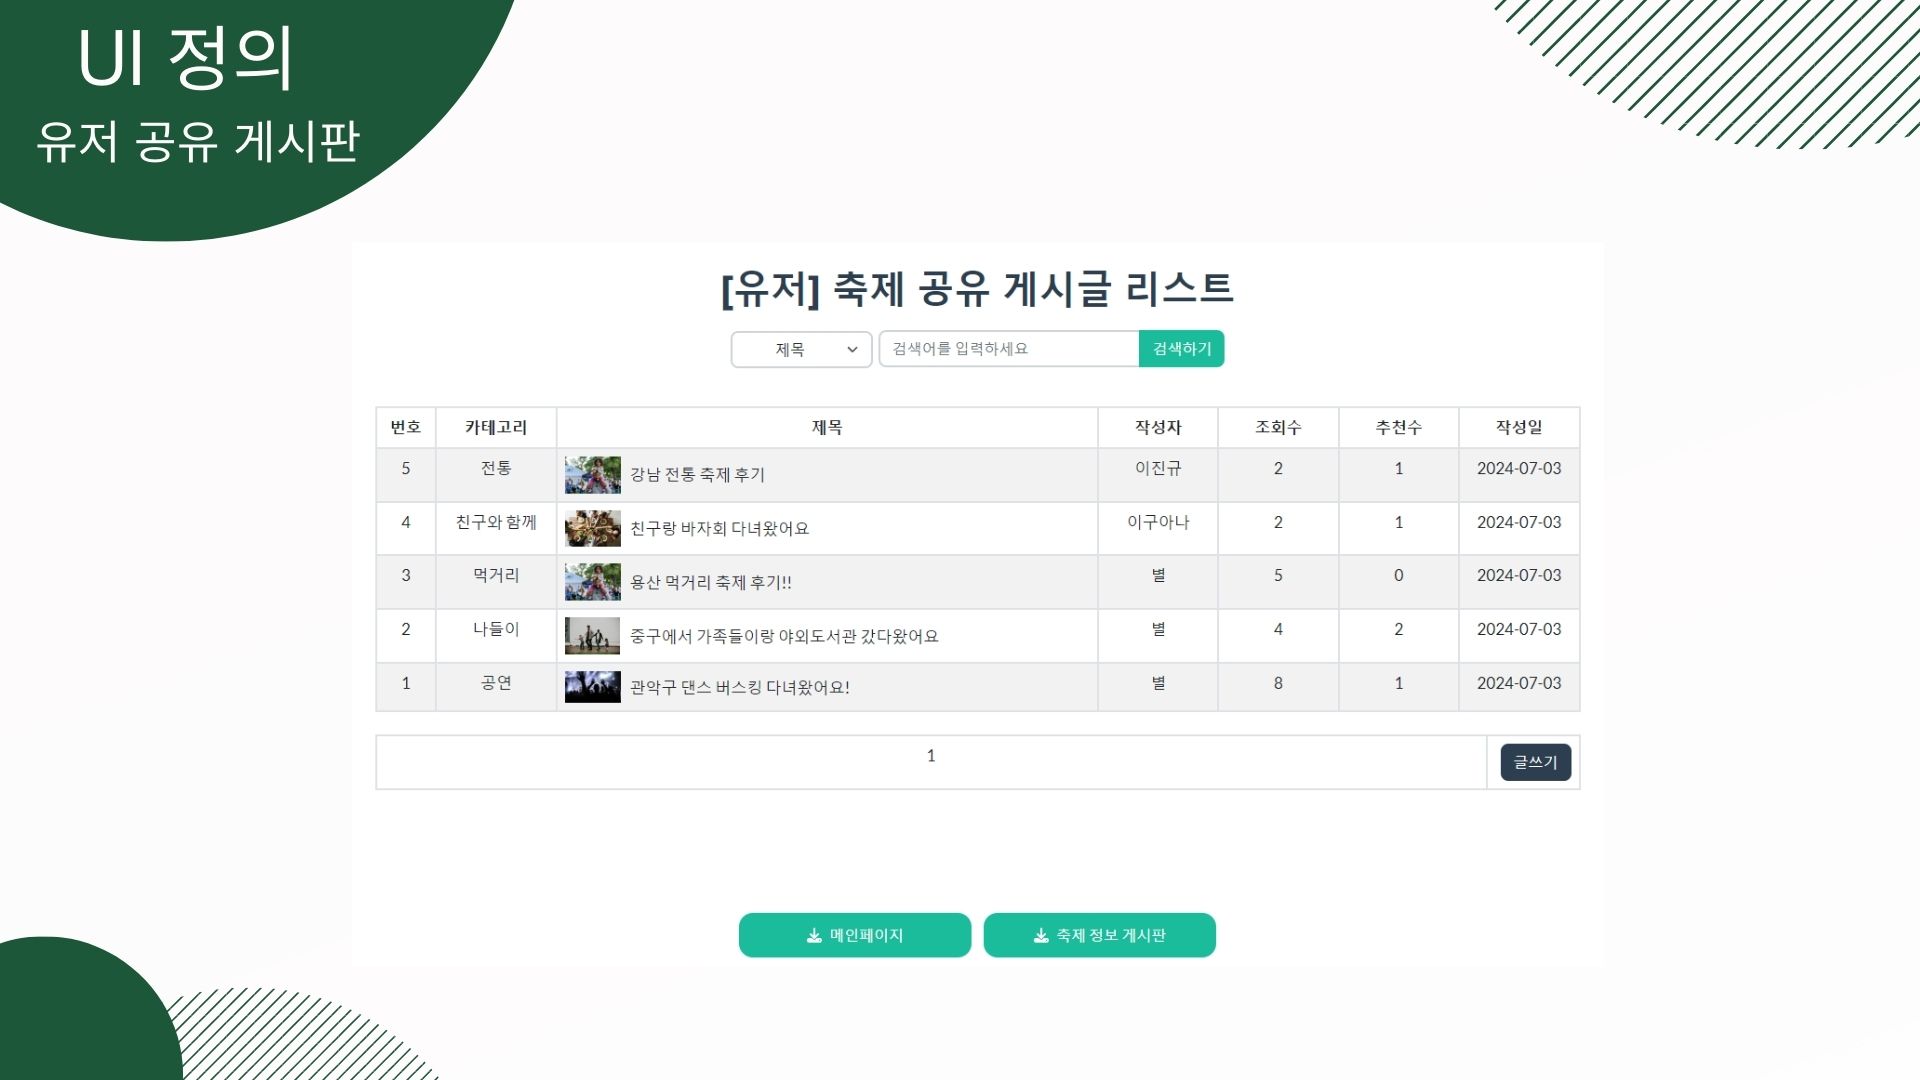 UI 정의
유저 공유 게시판
[유저] 축제 공유 게시글 리스트
제목 검색어를 입력하세요 검색하기
번호 카테고리 제목 작성자 조회수 추천수 작성일
5 전통 강남 전통 축제 후기 이진규 2 1 2024-07-03
4 친구와 함께 친구랑 바자회 다녀왔어요 이구아나 2 1 2024-07-03
3 먹거리 용산 먹거리 축제 후기!! 별 5 0 2024-07-03
2 나들이 중구에서 가족들이랑 야외도서관 갔다왔어요 별 4 2 2024-07-03
1 공연 관악구 댄스 버스킹 다녀왔어요! 별 8 1 2024-07-03
1 글쓰기
메인페이지 축제 정보 게시판